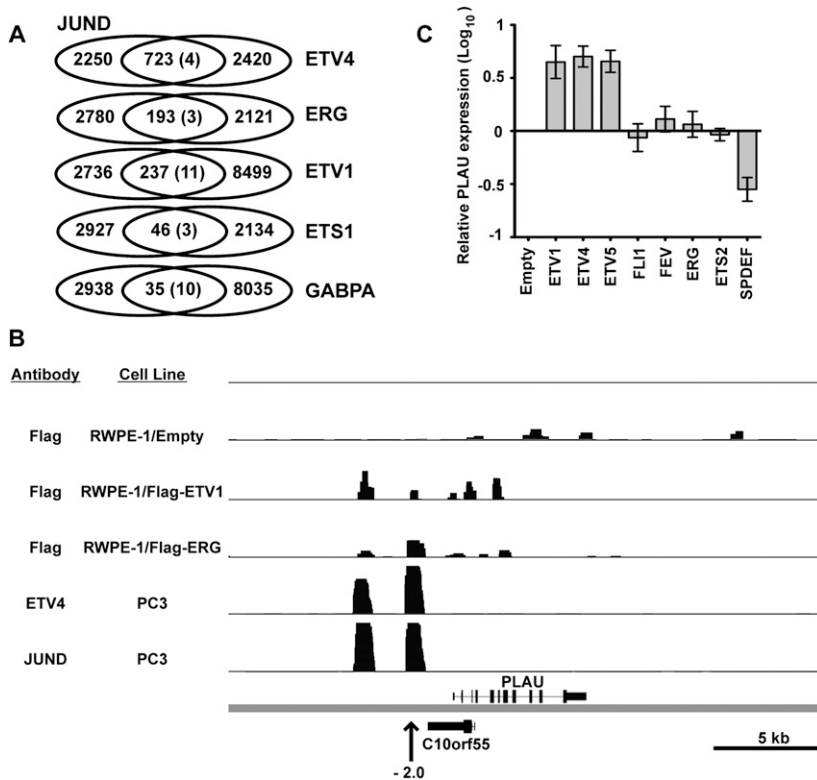 A
JUND
2250 723 (4) 2420 ETV4
2780 193 (3) 2121 ERG
2736 237 (11) 8499 ETV1
2927 46 (3) 2134 ETS1
2938 35 (10) 8035 GABPA
C
Relative PLAU expression (Log10)
1
0.5
0
-0.5
-1
Empty
ETV1
ETV4
ETV5
FLI1
FEV
ERG
ETS2
SPDEF
B
Antibody Cell Line
Flag RWPE-1/Empty
Flag RWPE-1/Flag-ETV1
Flag RWPE-1/Flag-ERG
ETV4 PC3
JUND PC3
PLAU
C10orf55
- 2.0
5 kb